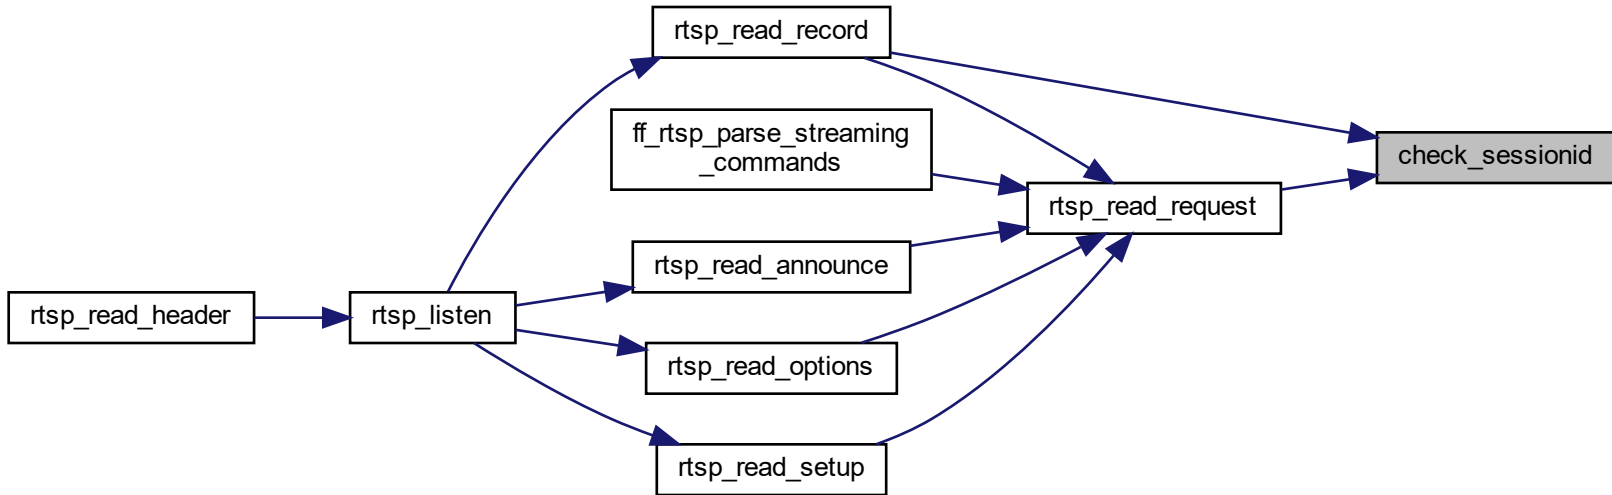 rtsp_read_record
ff_rtsp_parse_streaming
_commands
check_sessionid
rtsp_read_request
rtsp_read_announce
rtsp_read_header
rtsp_listen
rtsp_read_options
rtsp_read_setup